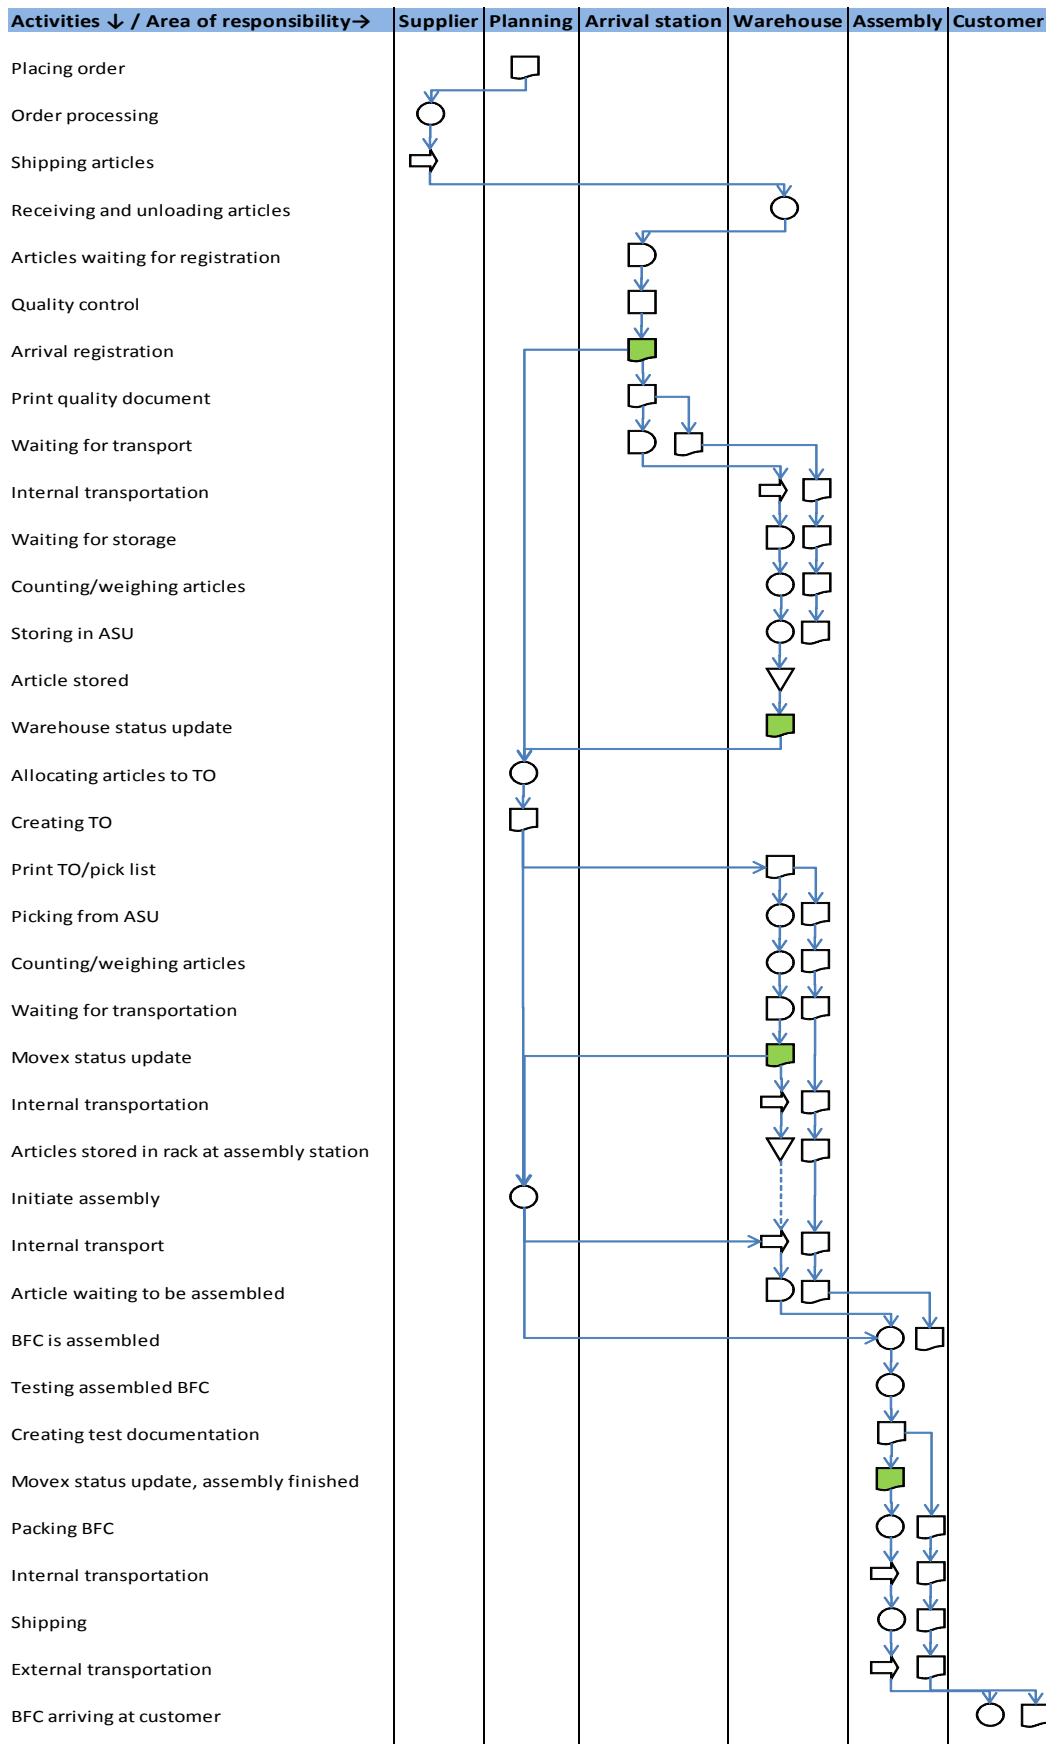 Activities ↓ / Area of responsibility→ Supplier Planning Arrival station Warehouse Assembly Customer
Placing order
Order processing
Shipping articles
Receiving and unloading articles
Articles waiting for registration
Quality control
Arrival registration
Print quality document
Waiting for transport
Internal transportation
Waiting for storage
Counting/weighing articles
Storing in ASU
Article stored
Warehouse status update
Allocating articles to TO
Creating TO
Print TO/pick list
Picking from ASU
Counting/weighing articles
Waiting for transportation
Movex status update
Internal transportation
Articles stored in rack at assembly station
Initiate assembly
Internal transport
Article waiting to be assembled
BFC is assembled
Testing assembled BFC
Creating test documentation
Movex status update, assembly finished
Packing BFC
Internal transportation
Shipping
External transportation
BFC arriving at customer